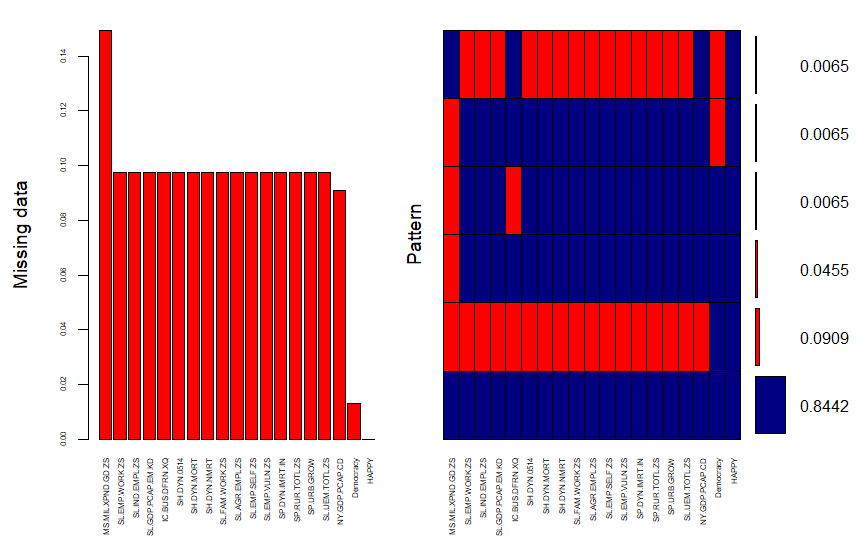 Missing data
0.00
0.02
0.04
0.06
0.08
0.10
0.12
0.14
MS.MIL.XPND.GD.ZS
SL.EMP.WORK.ZS
SL.IND.EMPL.ZS
SL.GDP.PCAP.EM.KD
IC.BUS.DFRN.XQ
SH.DYN.0514
SH.DYN.MORT
SH.DYN.NMRT
SL.FAM.WORK.ZS
SL.AGR.EMPL.ZS
SL.EMP.SELF.ZS
SL.EMP.VULN.ZS
SP.DYN.IMRT.IN
SP.RUR.TOTL.ZS
SP.URB.GROW
SL.UEM.TOTL.ZS
NY.GDP.PCAP.CD
Democracy
HAPPY
Pattern
MS.MIL.XPND.GD.ZS
SL.EMP.WORK.ZS
SL.IND.EMPL.ZS
SL.GDP.PCAP.EM.KD
IC.BUS.DFRN.XQ
SH.DYN.0514
SH.DYN.MORT
SH.DYN.NMRT
SL.FAM.WORK.ZS
SL.AGR.EMPL.ZS
SL.EMP.SELF.ZS
SL.EMP.VULN.ZS
SP.DYN.IMRT.IN
SP.RUR.TOTL.ZS
SP.URB.GROW
SL.UEM.TOTL.ZS
NY.GDP.PCAP.CD
Democracy
HAPPY
0.0065
0.0065
0.0065
0.0455
0.0909
0.8442